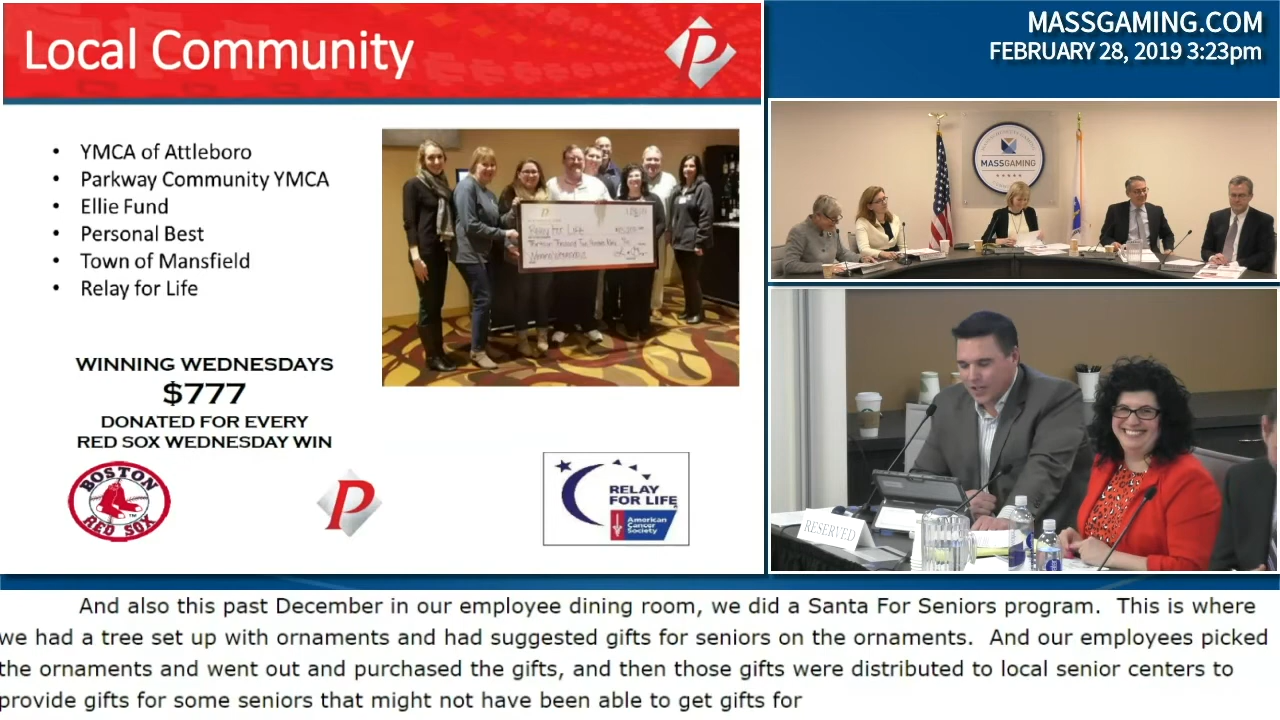 Local Community
P
MASSGAMING.COM
FEBRUARY 28, 2019 3:23pm
• YMCA of Attleboro
• Parkway Community YMCA
• Ellie Fund
• Personal Best
• Town of Mansfield
• Relay for Life
Relay for Life
MASSGAMING
WINNING WEDNESDAYS
$777
DONATED FOR EVERY
RED SOX WEDNESDAY WIN
BOSTON
RED SOX
P
RELAY
FOR LIFE
American
Cancer
Society
RESERVED
And also this past December in our employee dining room, we did a Santa For Seniors program. This is where
we had a tree set up with ornaments and had suggested gifts for seniors on the ornaments. And our employees picked
the ornaments and went out and purchased the gifts, and then those gifts were distributed to local senior centers to
provide gifts for some seniors that might not have been able to get gifts for